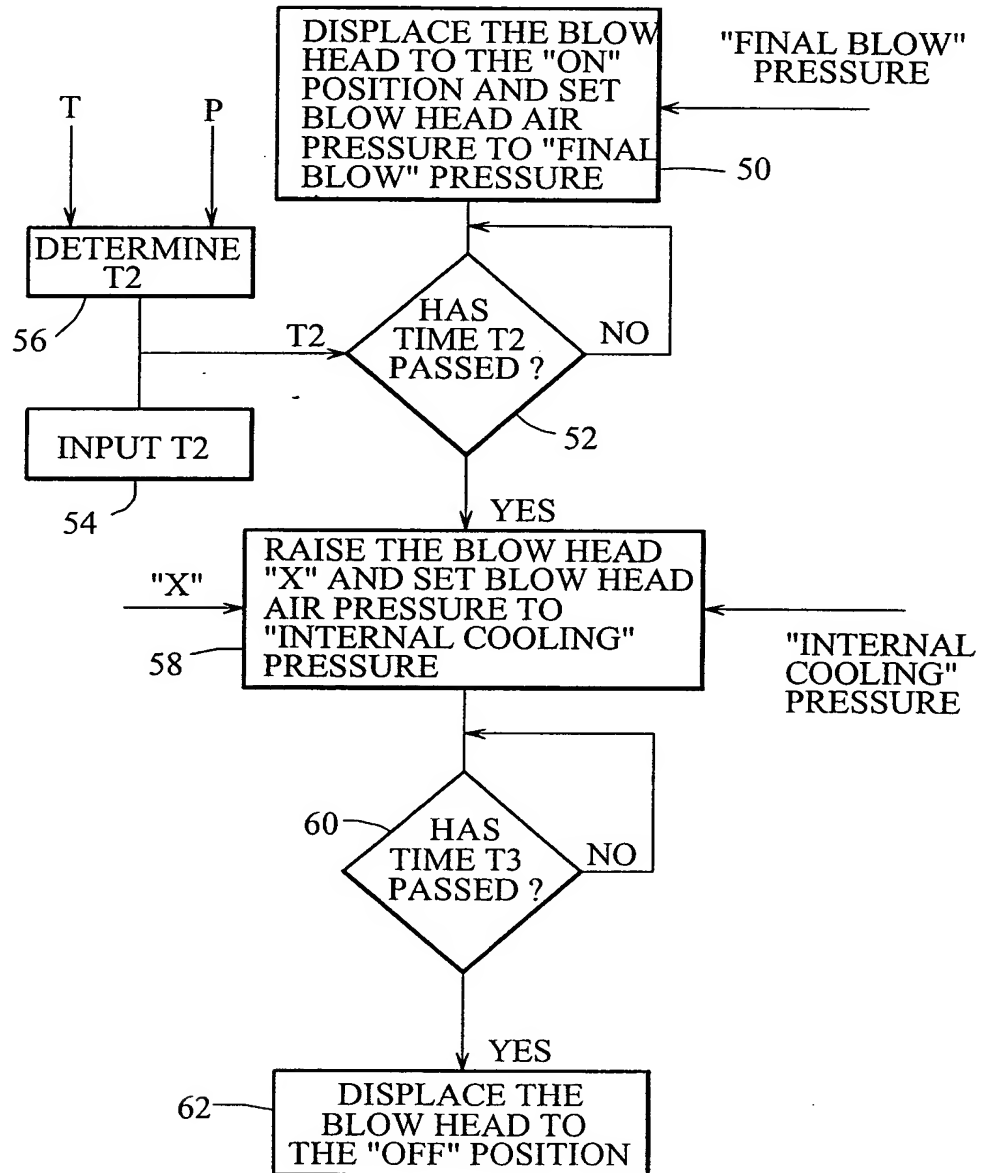 DISPLACE THE BLOW
HEAD TO THE "ON"
POSITION AND SET
BLOW HEAD AIR
PRESSURE TO "FINAL
BLOW" PRESSURE
"FINAL BLOW"
PRESSURE
50
T
P
DETERMINE
T2
56
T2
HAS
TIME T2
PASSED ?
NO
52
INPUT T2
54
YES
RAISE THE BLOW HEAD
"X" AND SET BLOW HEAD
AIR PRESSURE TO
"INTERNAL COOLING"
PRESSURE
"X"
58
"INTERNAL
COOLING"
PRESSURE
60
HAS
TIME T3
PASSED ?
NO
YES
62
DISPLACE THE
BLOW HEAD TO
THE "OFF" POSITION